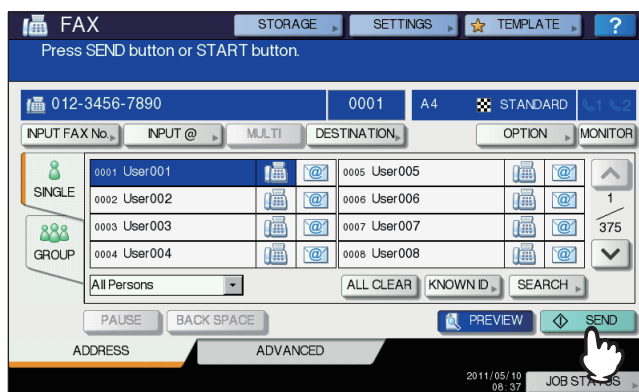 FAX STORAGE SETTINGS TEMPLATE ?
Press SEND button or START button.
012-3456-7890 0001 A4 STANDARD 1 2
INPUT FAX No. INPUT @ MULTI DESTINATION OPTION MONITOR
SINGLE
GROUP
0001 User001 @ 0005 User005 @
0002 User002 @ 0006 User006 @
0003 User003 @ 0007 User007 @
0004 User004 @ 0008 User008 @
1
375
All Persons ALL CLEAR KNOWN ID SEARCH
PAUSE BACK SPACE PREVIEW SEND
ADDRESS ADVANCED
2011/05/10
08:37 JOB STATUS